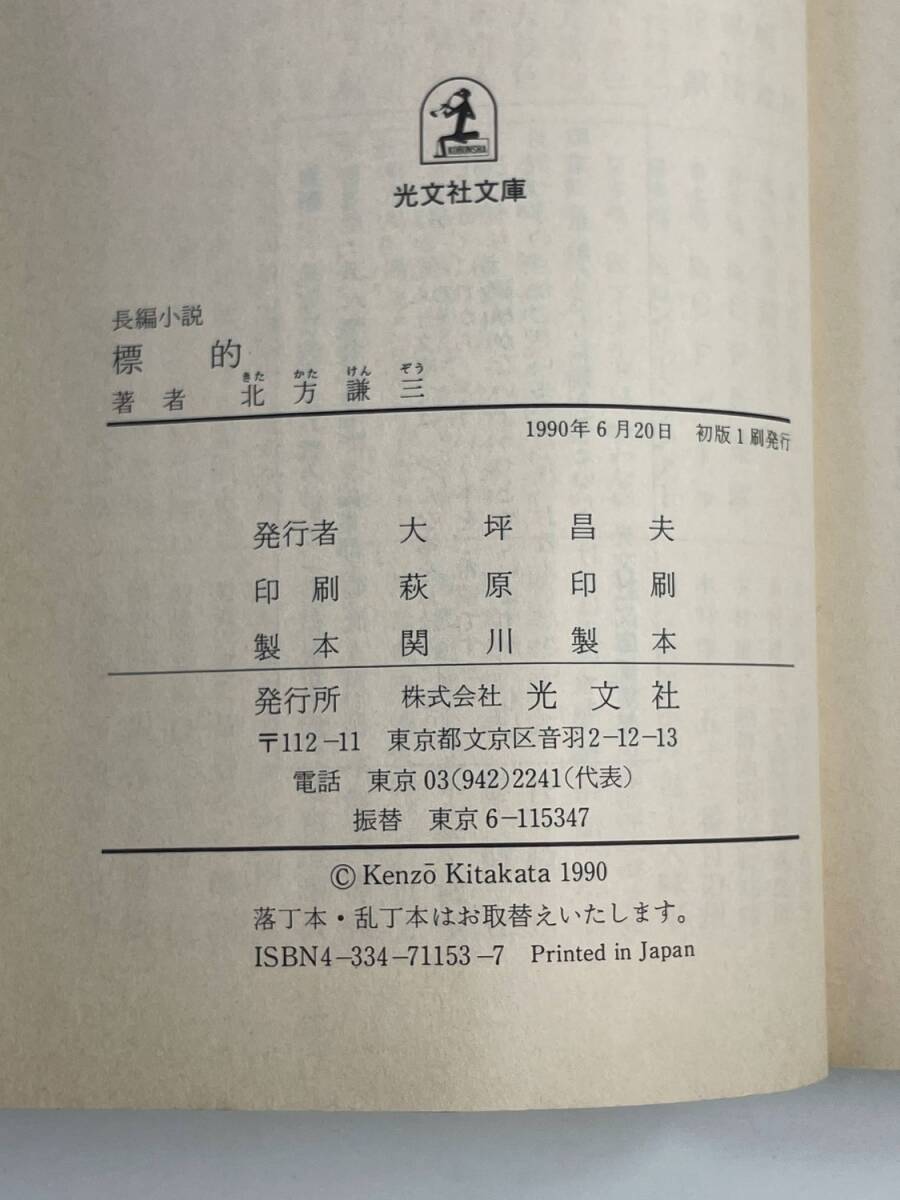 KOBUNSHA
光文社文庫
長編小説
標的
きた かた けん ぞう
著者 北方謙三
1990年6月20日 初版1刷発行
発行者 大坪昌夫
印刷 萩原印刷
製本 関川製本
発行所 株式会社 光文社
〒112-11 東京都文京区音羽2-12-13
電話 東京 03(942)2241(代表)
振替 東京 6-115347
© Kenzō Kitakata 1990
落丁本・乱丁本はお取替えいたします。
ISBN4-334-71153-7 Printed in Japan